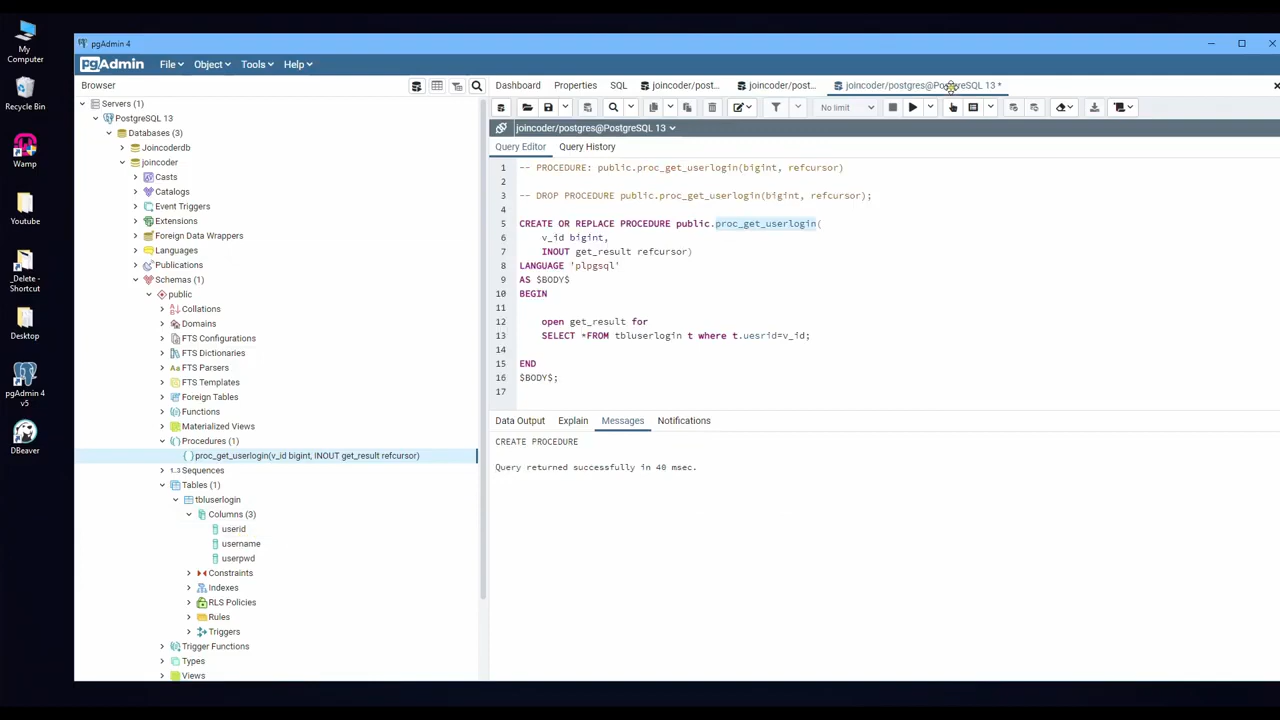 My
Computer
Recycle Bin
Wamp
Youtube
_Delete -
Shortcut
Desktop
pgAdmin 4
v5
DBeaver
pgAdmin 4
pgAdmin
File
Object
Tools
Help
Browser
Servers (1)
PostgreSQL 13
Databases (3)
Joincoderdb
joincoder
Casts
Catalogs
Event Triggers
Extensions
Foreign Data Wrappers
Languages
Publications
Schemas (1)
public
Collations
Domains
FTS Configurations
FTS Dictionaries
FTS Parsers
FTS Templates
Foreign Tables
Functions
Materialized Views
Procedures (1)
proc_get_userlogin(v_id bigint, INOUT get_result refcursor)
1..3 Sequences
Tables (1)
tbluserlogin
Columns (3)
userid
username
userpwd
Constraints
Indexes
RLS Policies
Rules
Triggers
Trigger Functions
Types
Views
Dashboard
Properties
SQL
joincoder/post...
joincoder/post...
joincoder/postgres@PostgreSQL 13 *
No limit
joincoder/postgres@PostgreSQL 13
Query Editor
Query History
1 -- PROCEDURE: public.proc_get_userlogin(bigint, refcursor)
2
3 -- DROP PROCEDURE public.proc_get_userlogin(bigint, refcursor);
4
5 CREATE OR REPLACE PROCEDURE public.proc_get_userlogin(
6 v_id bigint,
7 INOUT get_result refcursor)
8 LANGUAGE 'plpgsql'
9 AS $BODY$
10 BEGIN
11
12 open get_result for
13 SELECT *FROM tbluserlogin t where t.uesrid=v_id;
14
15 END
16 $BODY$;
17
Data Output
Explain
Messages
Notifications
CREATE PROCEDURE
Query returned successfully in 40 msec.